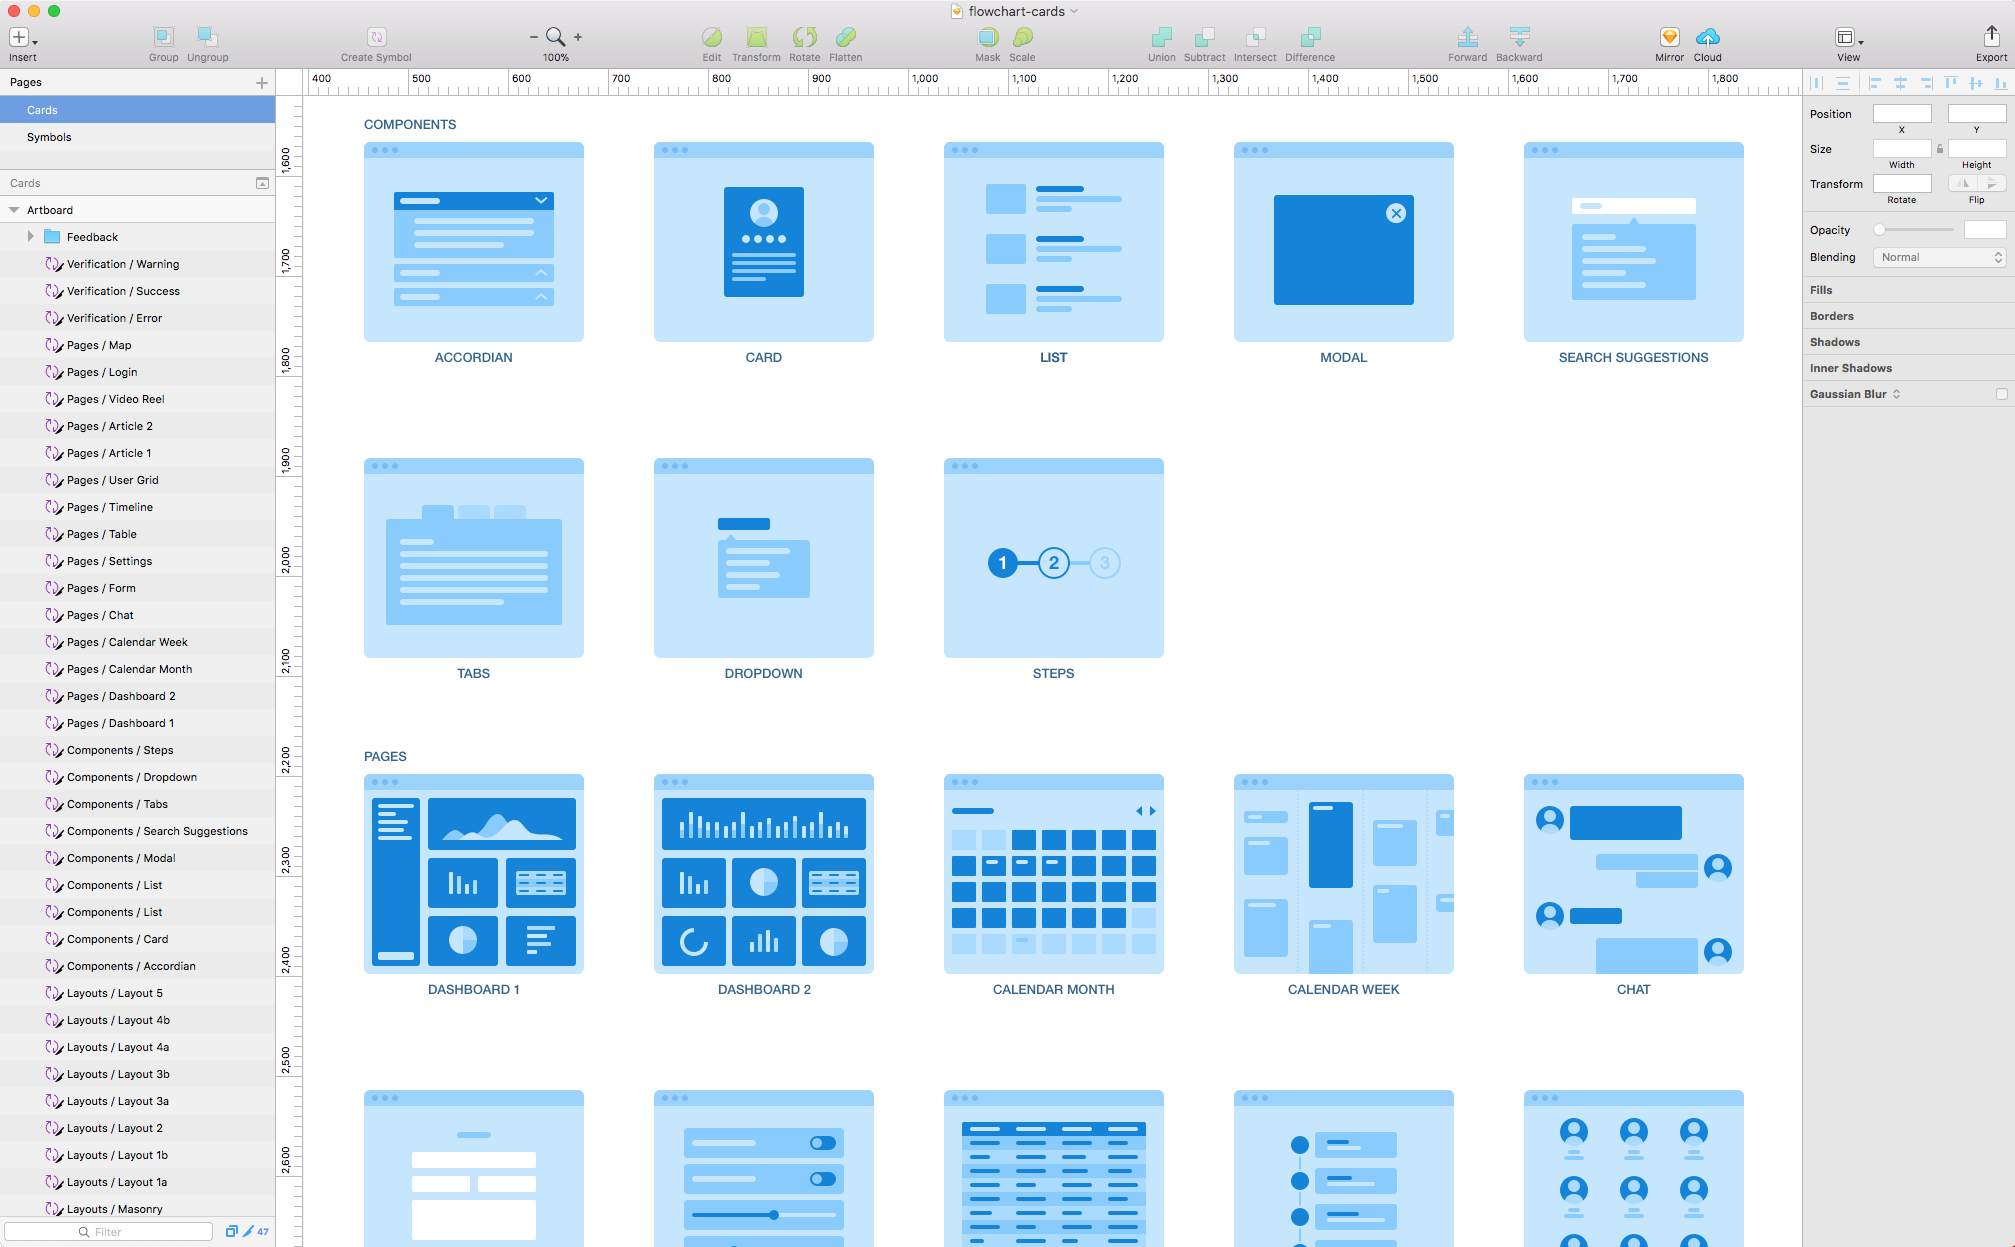 flowchart-cards
Insert
Group
Ungroup
Create Symbol
100%
Edit
Transform
Rotate
Flatten
Mask
Scale
Union
Subtract
Intersect
Difference
Forward
Backward
Mirror
Cloud
View
Export
Pages
Cards
Symbols
Cards
Artboard
Feedback
Verification / Warning
Verification / Success
Verification / Error
Pages / Map
Pages / Login
Pages / Video Reel
Pages / Article 2
Pages / Article 1
Pages / User Grid
Pages / Timeline
Pages / Table
Pages / Settings
Pages / Form
Pages / Chat
Pages / Calendar Week
Pages / Calendar Month
Pages / Dashboard 2
Pages / Dashboard 1
Components / Steps
Components / Dropdown
Components / Tabs
Components / Search Suggestions
Components / Modal
Components / List
Components / List
Components / Card
Components / Accordian
Layouts / Layout 5
Layouts / Layout 4b
Layouts / Layout 4a
Layouts / Layout 3b
Layouts / Layout 3a
Layouts / Layout 2
Layouts / Layout 1b
Layouts / Layout 1a
Layouts / Masonry
Filter
47
400 500 600 700 800 900 1,000 1,100 1,200 1,300 1,400 1,500 1,600 1,700 1,800
1,600
1,700
1,800
1,900
2,000
2,100
2,200
2,300
2,400
2,500
2,600
COMPONENTS
ACCORDIAN
CARD
LIST
MODAL
SEARCH SUGGESTIONS
1 2 3
TABS
DROPDOWN
STEPS
PAGES
DASHBOARD 1
DASHBOARD 2
CALENDAR MONTH
CALENDAR WEEK
CHAT
Position
X
Y
Size
Width
Height
Transform
Rotate
Flip
Opacity
Blending
Normal
Fills
Borders
Shadows
Inner Shadows
Gaussian Blur